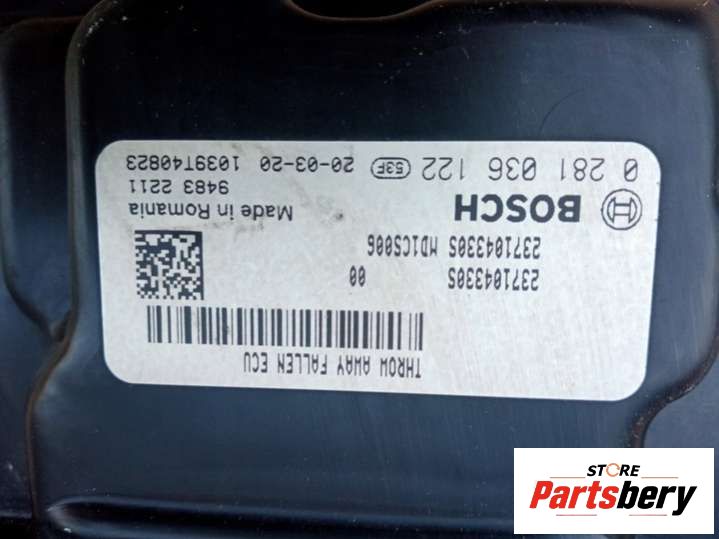 THROW AWAY FALLEN ECU
237104330S 00
237104330S MD1CS006
BOSCH Made in Romania
9483 2211
0 281 036 122 53F 20-03-20 1039T40823
STORE
Partsbery